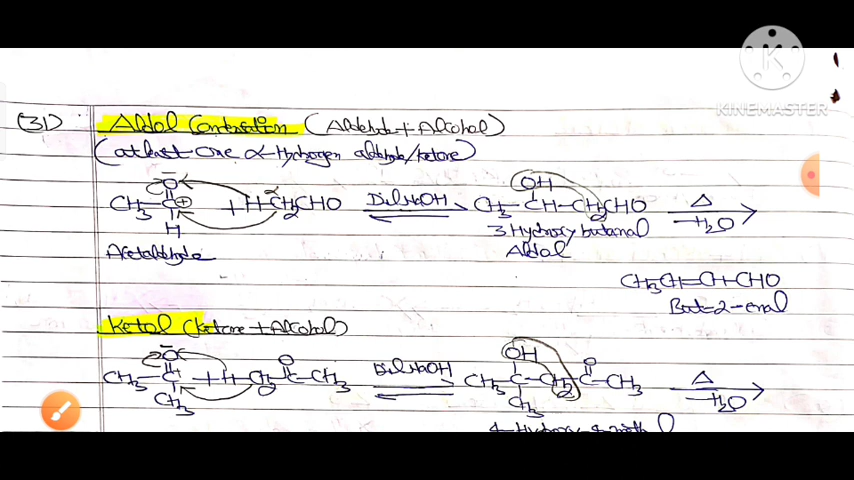 KINEMASTER
31) Aldol Condensation (Aldehyde + Alcohol)
(atleast one α-Hydrogen aldehyde/ketone)
CH3-C-H + H-CH2CHO Dil NaOH CH3-CH-CH2CHO Δ -H2O
O
α
OH
3 Hydroxy butanal
Acetaldehyde
Aldol
CH3CH=CH-CHO
But-2-enal
Ketol (Ketone + Alcohol)
CH3-C + H-CH2-C-CH3 Dil NaOH CH3-C-CH2-C-CH3 Δ -H2O
O
O
OH
O
CH3
CH3